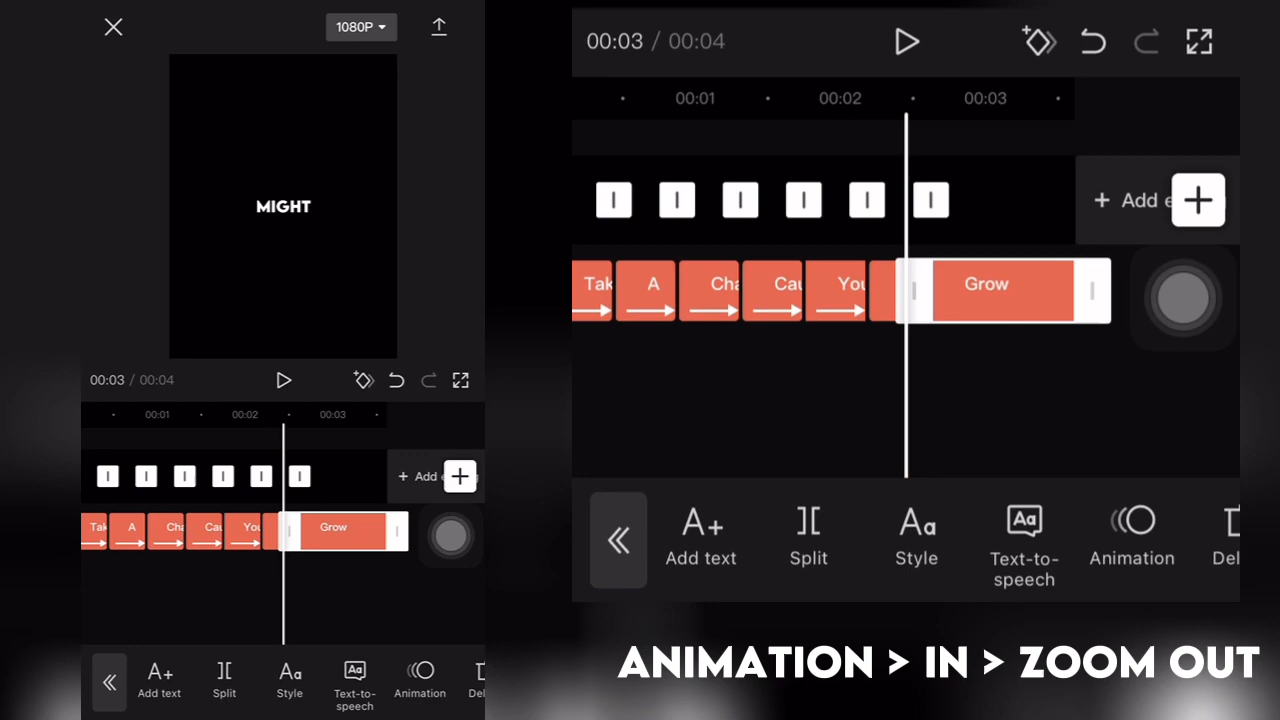 1080P
MIGHT
00:03 / 00:04
00:01 00:02 00:03
+ Add e
Tak A Cha Cau You Grow
Add text Split Style Text-to-speech Animation Del
00:03 / 00:04
00:01 00:02 00:03
+ Add e
Tak A Cha Cau You Grow
Add text Split Style Text-to-speech Animation Del
ANIMATION > IN > ZOOM OUT